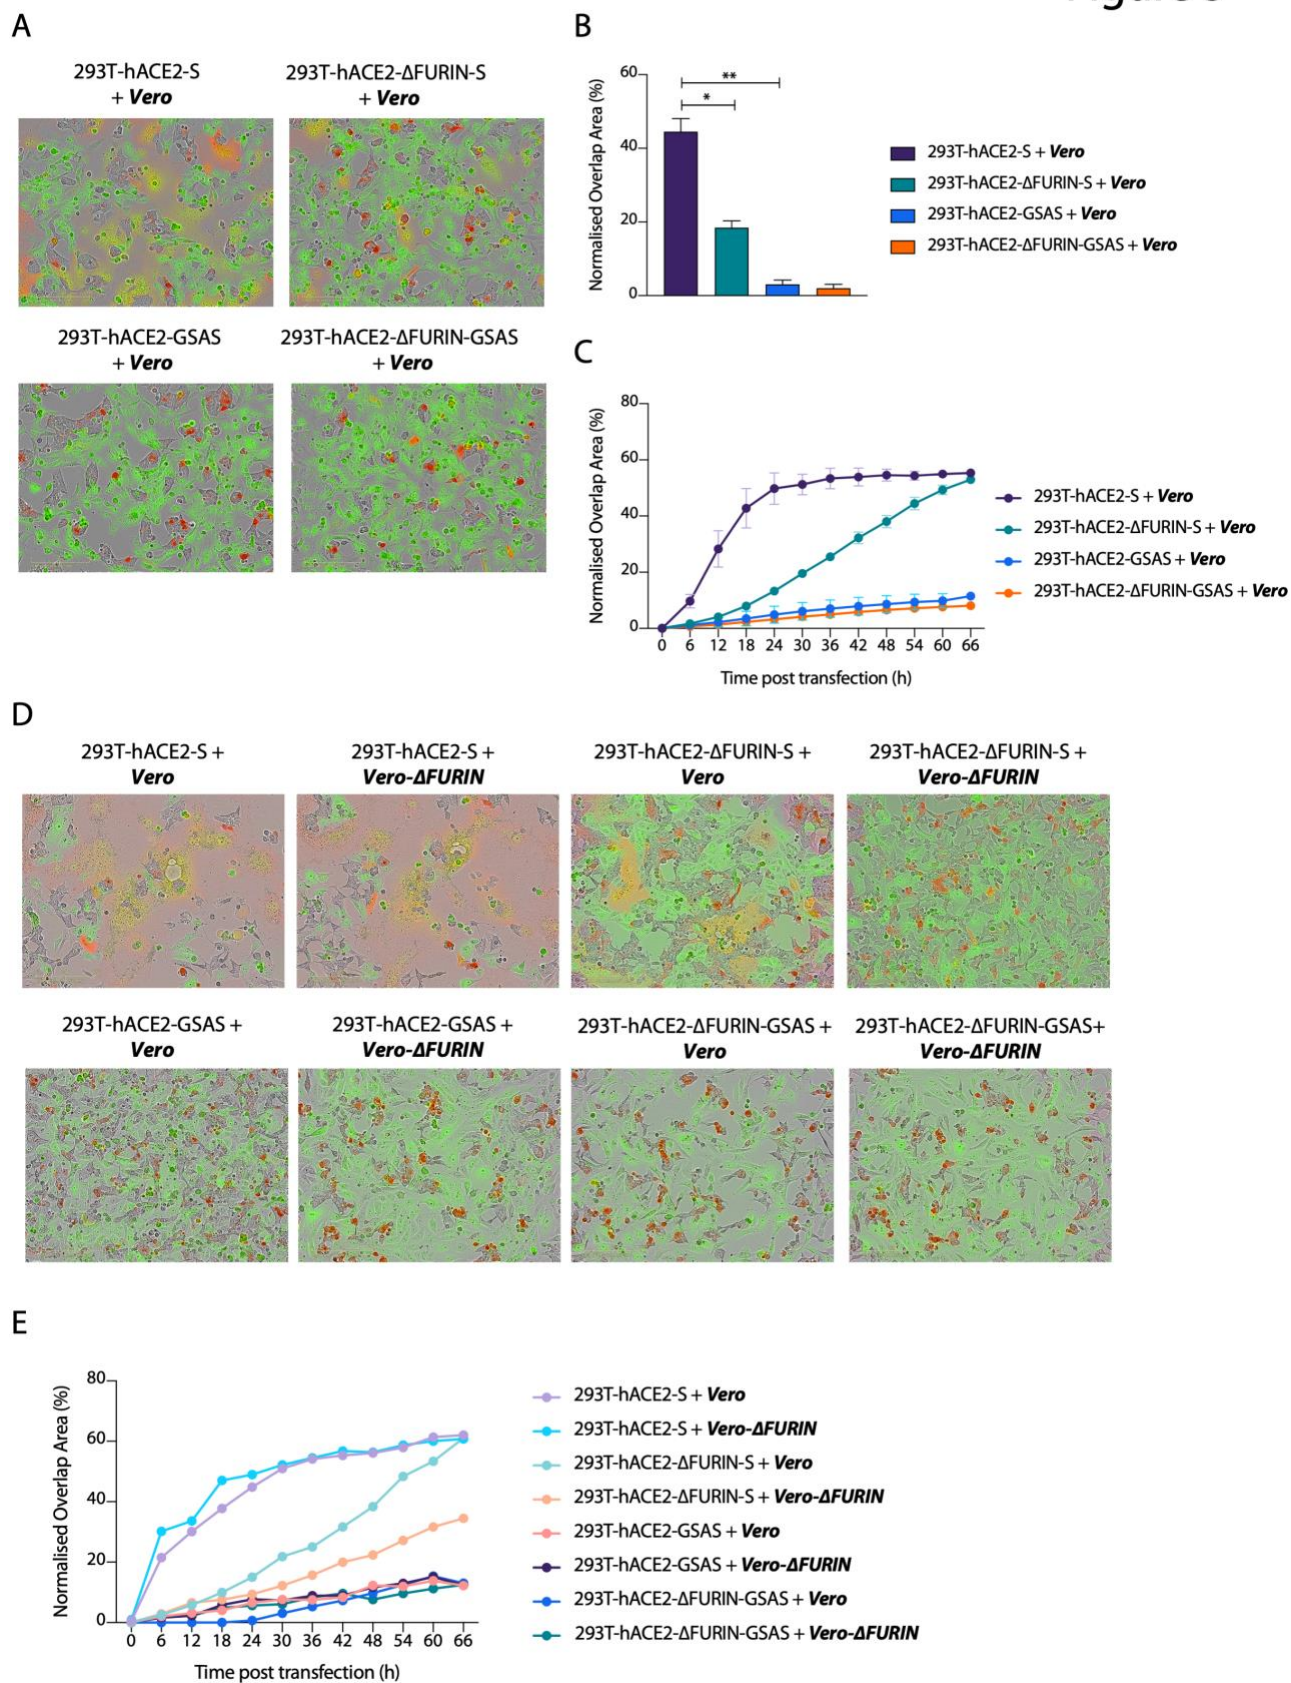 A
293T-hACE2-S
+ Vero
293T-hACE2-ΔFURIN-S
+ Vero
293T-hACE2-GSAS
+ Vero
293T-hACE2-ΔFURIN-GSAS
+ Vero
B
Normalised Overlap Area (%)
60
40
20
0
**
*
293T-hACE2-S + Vero
293T-hACE2-ΔFURIN-S + Vero
293T-hACE2-GSAS + Vero
293T-hACE2-ΔFURIN-GSAS + Vero
C
Normalised Overlap Area (%)
80
60
40
20
0
0 6 12 18 24 30 36 42 48 54 60 66
Time post transfection (h)
293T-hACE2-S + Vero
293T-hACE2-ΔFURIN-S + Vero
293T-hACE2-GSAS + Vero
293T-hACE2-ΔFURIN-GSAS + Vero
D
293T-hACE2-S +
Vero
293T-hACE2-S +
Vero-ΔFURIN
293T-hACE2-ΔFURIN-S +
Vero
293T-hACE2-ΔFURIN-S +
Vero-ΔFURIN
293T-hACE2-GSAS +
Vero
293T-hACE2-GSAS +
Vero-ΔFURIN
293T-hACE2-ΔFURIN-GSAS +
Vero
293T-hACE2-ΔFURIN-GSAS+
Vero-ΔFURIN
E
Normalised Overlap Area (%)
80
60
40
20
0
0 6 12 18 24 30 36 42 48 54 60 66
Time post transfection (h)
293T-hACE2-S + Vero
293T-hACE2-S + Vero-ΔFURIN
293T-hACE2-ΔFURIN-S + Vero
293T-hACE2-ΔFURIN-S + Vero-ΔFURIN
293T-hACE2-GSAS + Vero
293T-hACE2-GSAS + Vero-ΔFURIN
293T-hACE2-ΔFURIN-GSAS + Vero
293T-hACE2-ΔFURIN-GSAS + Vero-ΔFURIN